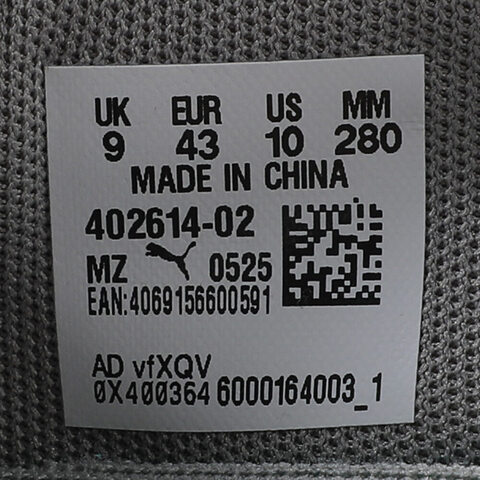 UK EUR US MM
9 43 10 280
MADE IN CHINA
402614-02
MZ 0525
EAN:4069156600591
AD vfXQV
0X400364 6000164003_1